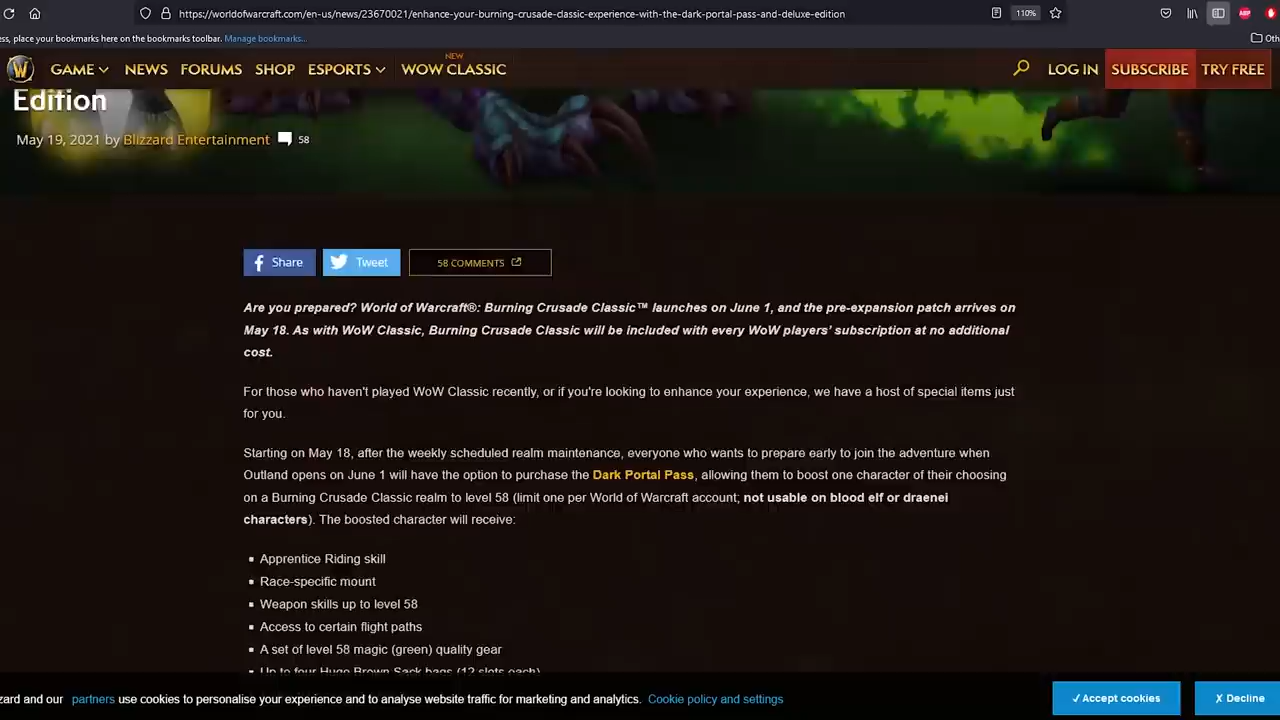 https://worldofwarcraft.com/en-us/news/23670021/enhance-your-burning-crusade-classic-experience-with-the-dark-portal-pass-and-deluxe-edition
110%
ABP
place your bookmarks here on the bookmarks toolbar. Manage bookmarks...
GAME NEWS FORUMS SHOP ESPORTS NEW WOW CLASSIC LOG IN SUBSCRIBE TRY FREE
Edition
May 19, 2021 by Blizzard Entertainment 58
Share Tweet 58 COMMENTS
Are you prepared? World of Warcraft®: Burning Crusade Classic™ launches on June 1, and the pre-expansion patch arrives on
May 18. As with WoW Classic, Burning Crusade Classic will be included with every WoW players' subscription at no additional
cost.
For those who haven't played WoW Classic recently, or if you're looking to enhance your experience, we have a host of special items just
for you.
Starting on May 18, after the weekly scheduled realm maintenance, everyone who wants to prepare early to join the adventure when
Outland opens on June 1 will have the option to purchase the Dark Portal Pass, allowing them to boost one character of their choosing
on a Burning Crusade Classic realm to level 58 (limit one per World of Warcraft account; not usable on blood elf or draenei
characters). The boosted character will receive:
Apprentice Riding skill
Race-specific mount
Weapon skills up to level 58
Access to certain flight paths
A set of level 58 magic (green) quality gear
Up to four Huge Brown Sack bags (12 slots each)
and our partners use cookies to personalise your experience and to analyse website traffic for marketing and analytics. Cookie policy and settings
✓Accept cookies
✗ Decline